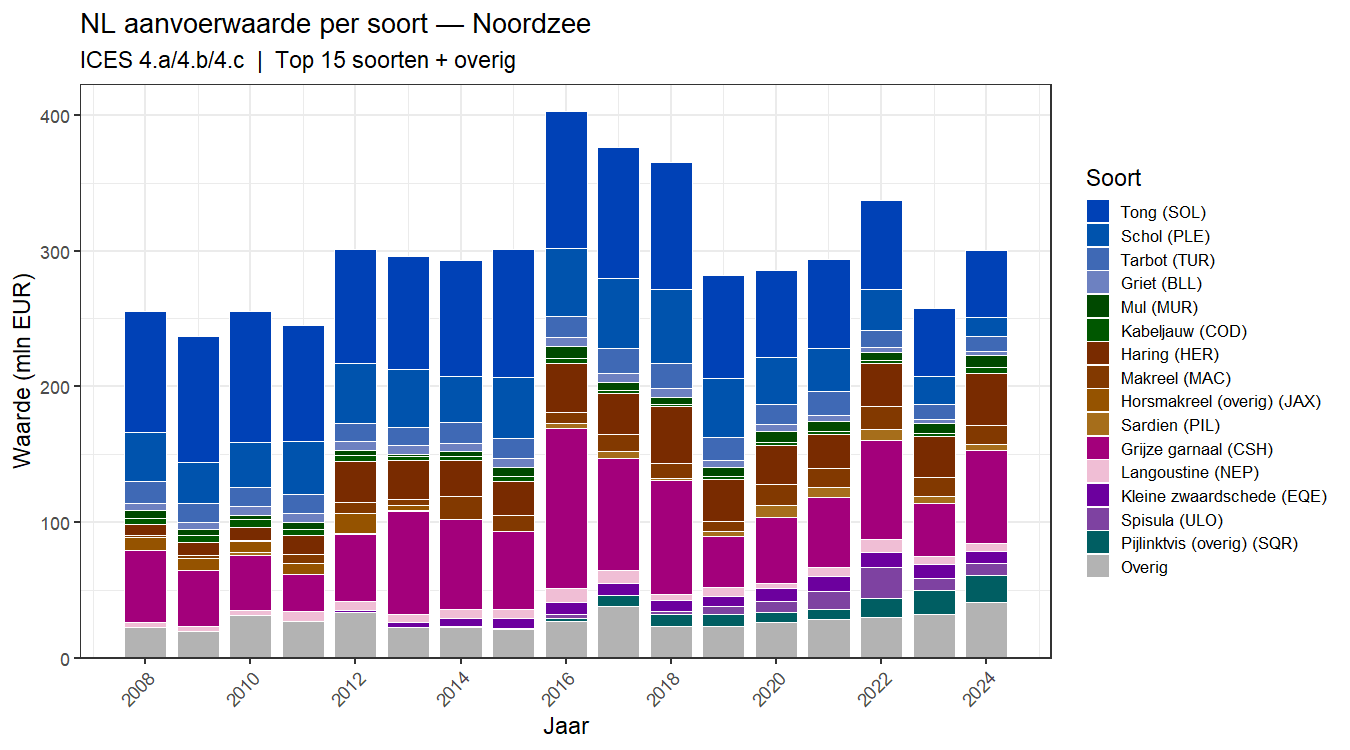 NL aanvoerwaarde per soort — Noordzee
ICES 4.a/4.b/4.c | Top 15 soorten + overig
Waarde (mln EUR)
400
300
200
100
0
2008
2010
2012
2014
2016
2018
2020
2022
2024
Jaar
Soort
Tong (SOL)
Schol (PLE)
Tarbot (TUR)
Griet (BLL)
Mul (MUR)
Kabeljauw (COD)
Haring (HER)
Makreel (MAC)
Horsmakreel (overig) (JAX)
Sardien (PIL)
Grijze garnaal (CSH)
Langoustine (NEP)
Kleine zwaardschede (EQE)
Spisula (ULO)
Pijlinktvis (overig) (SQR)
Overig